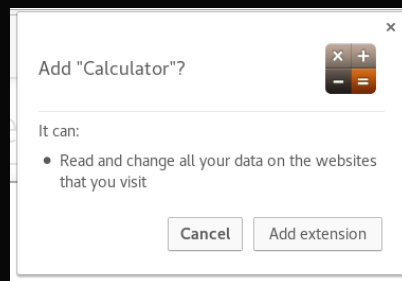 Add "Calculator"?
It can:
• Read and change all your data on the websites
that you visit
Cancel
Add extension